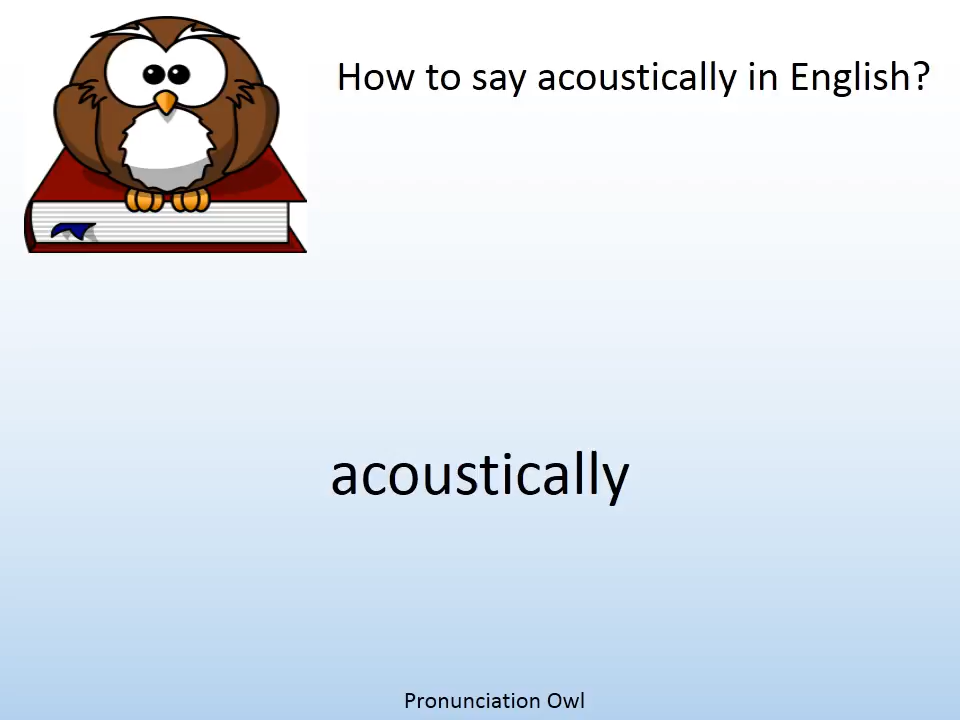 How to say acoustically in English?
acoustically
Pronunciation Owl